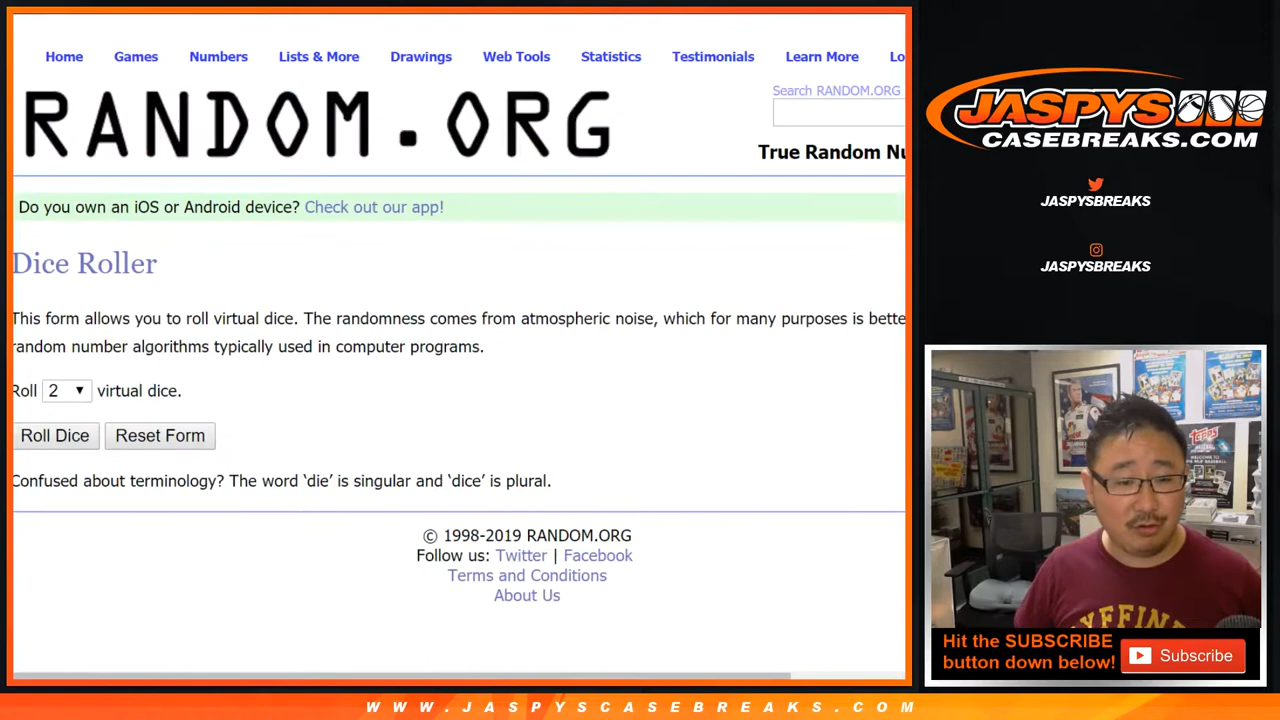 Home Games Numbers Lists & More Drawings Web Tools Statistics Testimonials Learn More Lo
RANDOM.ORG
Search RANDOM.ORG
True Random Nu
Do you own an iOS or Android device? Check out our app!
Dice Roller
This form allows you to roll virtual dice. The randomness comes from atmospheric noise, which for many purposes is bette
random number algorithms typically used in computer programs.
Roll 2 virtual dice.
Roll Dice Reset Form
Confused about terminology? The word ‘die’ is singular and ‘dice’ is plural.
© 1998-2019 RANDOM.ORG
Follow us: Twitter | Facebook
Terms and Conditions
About Us
JASPYS
CASEBREAKS.COM
JASPYSBREAKS
JASPYSBREAKS
TOPPS
Hit the SUBSCRIBE
button down below!
Subscribe
WWW.JASPYSCASEBREAKS.COM